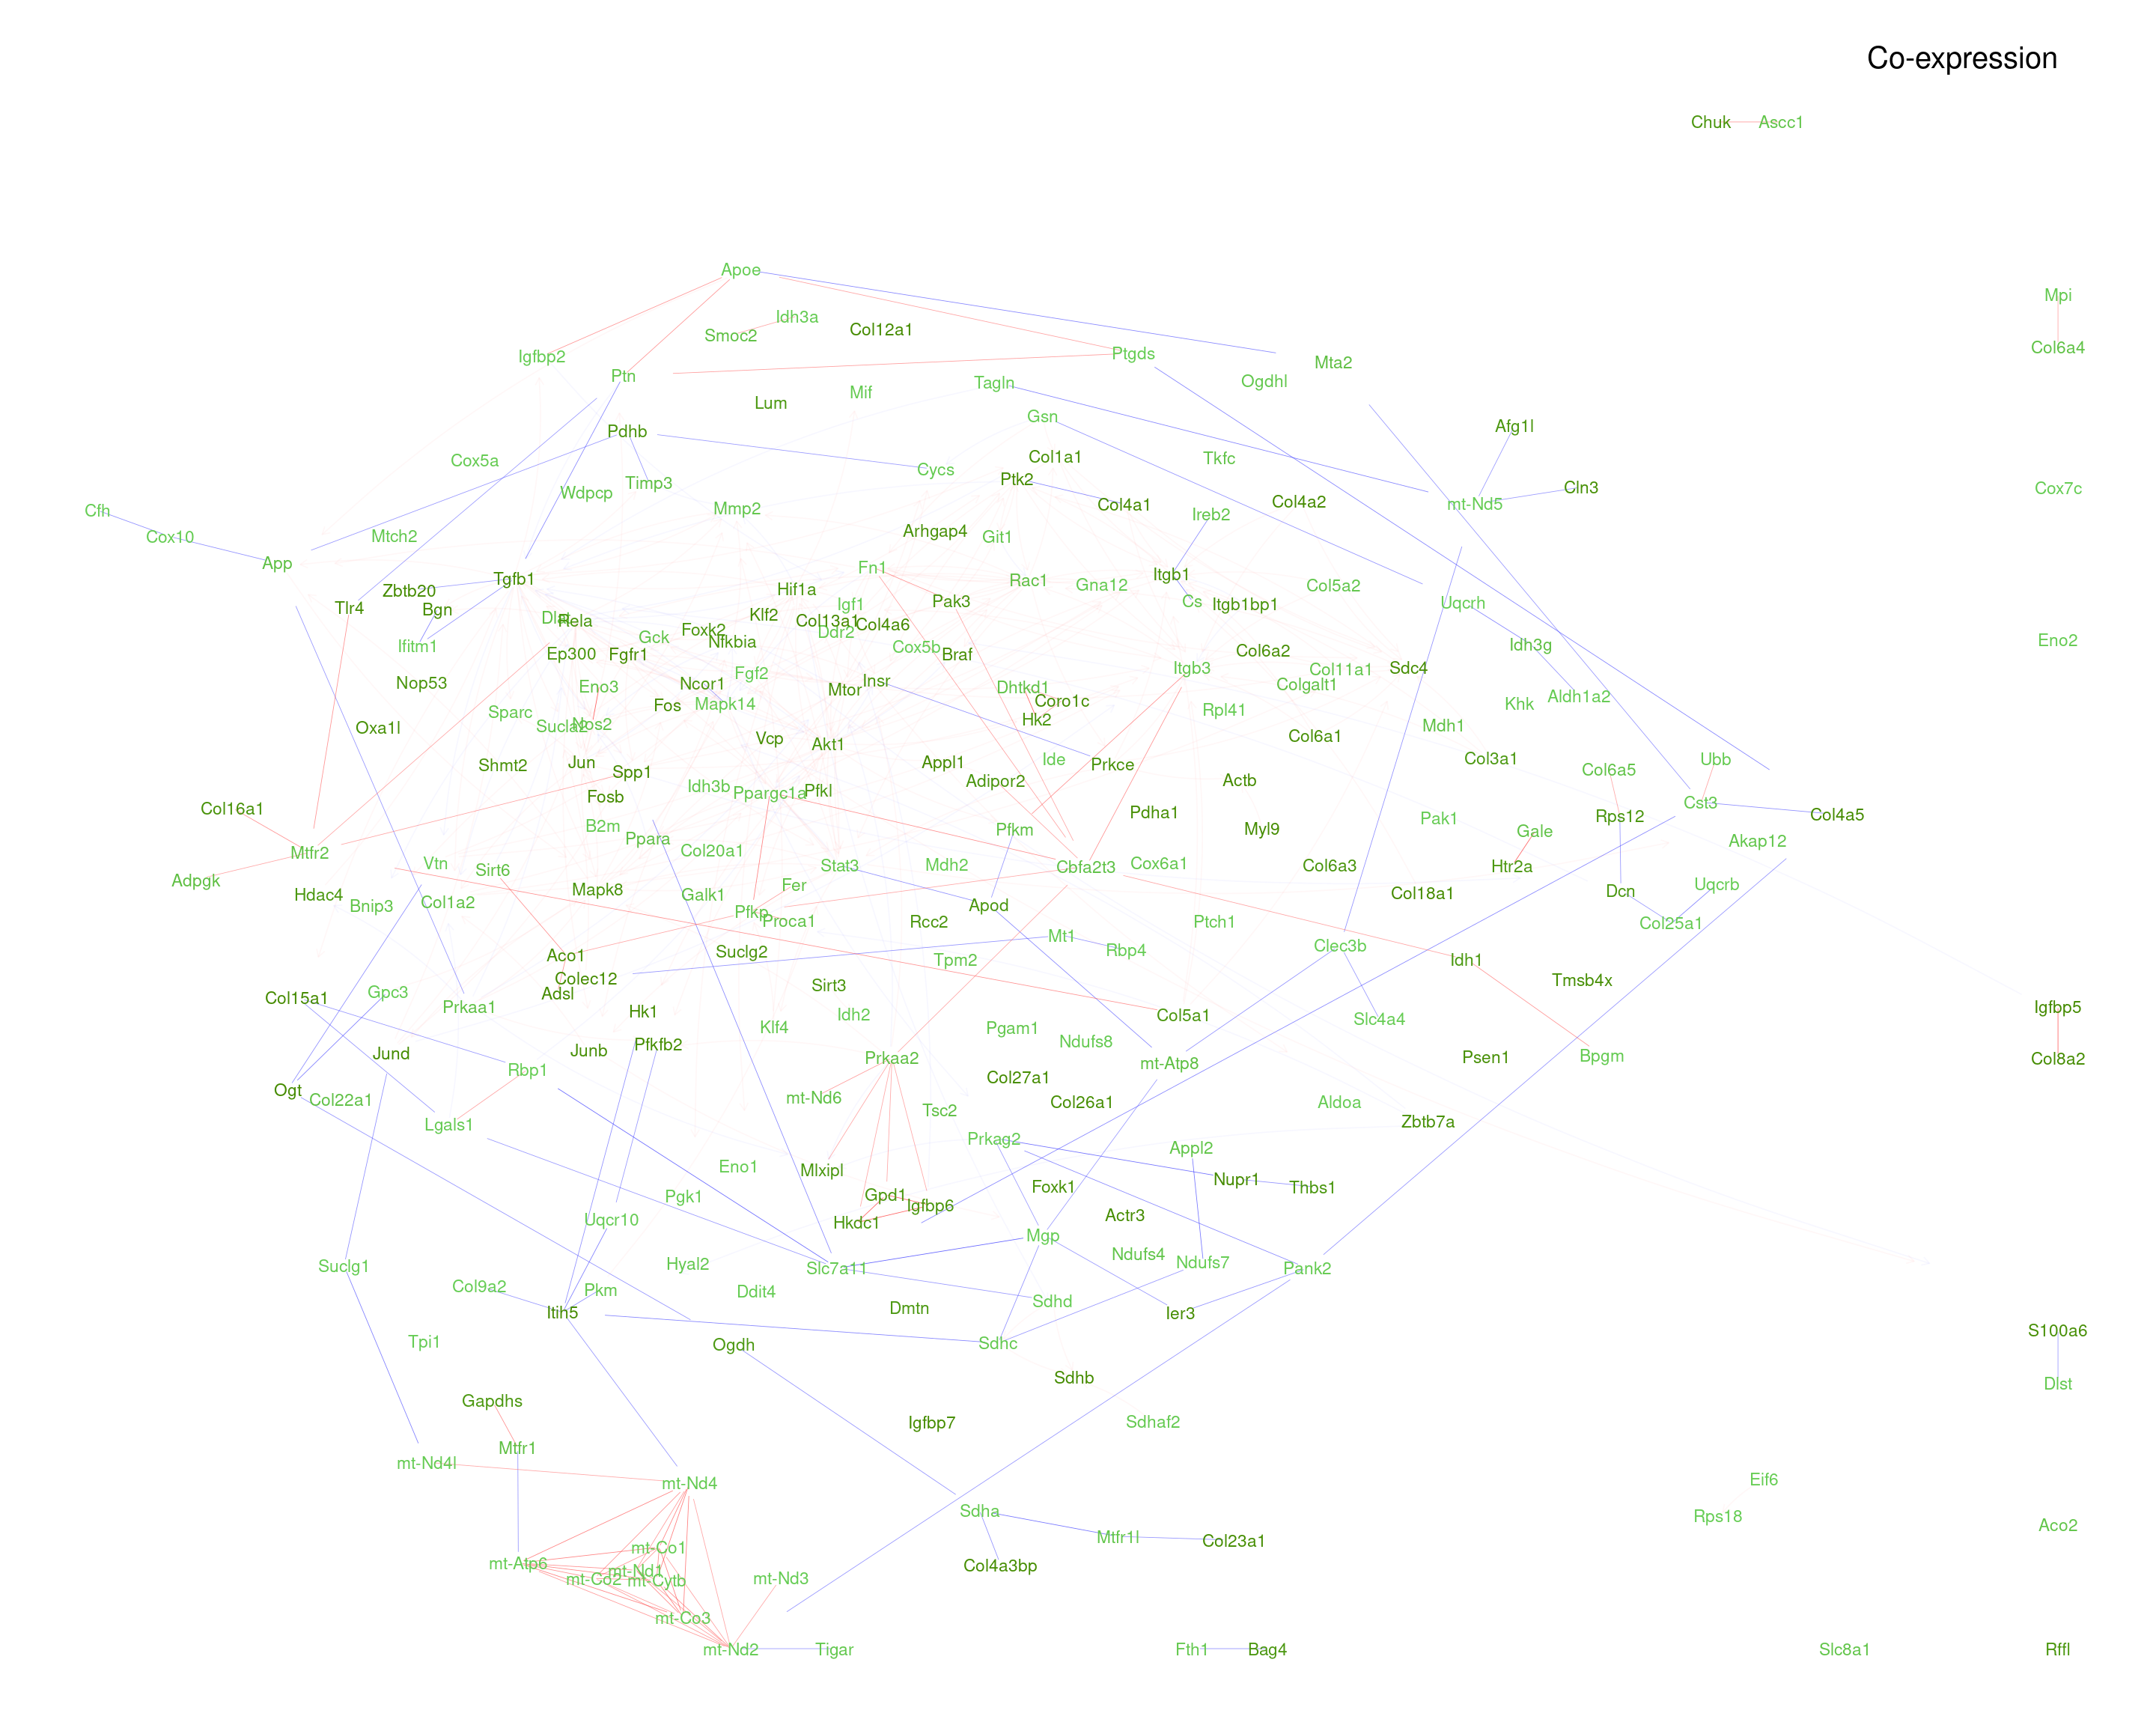 Co-expression
Chuk Ascc1
Apoe
Mpi
Idh3a
Smoc2 Col12a1
Col6a4
Igfbp2 Ptgds
Mta2
Ptn Tagln Ogdhl
Mif
Lum
Gsn
Pdhb Afg1l
Cox5a Col1a1 Tkfc
Cycs
Timp3 Ptk2 Cln3 Cox7c
Wdpcp
Mmp2 Col4a1 Col4a2 mt-Nd5
Cfh Ireb2
Cox10 Mtch2 Arhgap4 Git1
App Fn1
Tgfb1 Rac1 Gna12 Itgb1 Col5a2
Zbtb20 Hif1a
Tlr4 Bgn Igf1 Pak3 Cs Itgb1bp1 Uqcrh
Klf2 Col13a1 Col4a6
Rela Foxk2 Ddr2
Ifitm1 Gck Nfkbia Cox5b Idh3g Eno2
Ep300 Fgfr1 Braf Col6a2
Fgf2 Itgb3 Col11a1 Sdc4
Nop53 Eno3 Ncor1 Mtor Insr Dhtkd1 Colgalt1
Fos Mapk14 Coro1c Khk Aldh1a2
Sparc Sucla2 Nos2 Hk2 Rpl41
Oxa1l Vcp Akt1 Col6a1 Mdh1
Shmt2 Jun Spp1 Appl1 Ide Prkce Col3a1 Ubb
Fosb Idh3b Ppargc1a Pfkl Adipor2 Actb Col6a5
Col16a1 Pdha1 Rps12 Cst3 Col4a5
B2m Pfkm Myl9 Pak1 Gale
Mtfr2 Ppara Col20a1 Akap12
Vtn Sirt6 Stat3 Mdh2 Cbfa2t3 Cox6a1 Col6a3 Htr2a
Adpgk Hdac4 Mapk8 Galk1 Fer Col18a1 Dcn Uqcrb
Bnip3 Col1a2 Pfkp Apod
Proca1 Rcc2 Ptch1 Col25a1
Aco1 Suclg2 Mt1 Rbp4 Clec3b
Tpm2 Idh1
Colec12 Sirt3 Tmsb4x
Col15a1 Gpc3 Adsl
Prkaa1 Hk1 Idh2 Col5a1 Slc4a4 Igfbp5
Klf4 Pgam1
Jund Junb Pfkfb2 Prkaa2 Ndufs8 Psen1 Bpgm Col8a2
Rbp1 mt-Atp8
Ogt Col22a1 mt-Nd6 Col27a1
Tsc2 Col26a1 Aldoa
Lgals1 Zbtb7a
Prkag2 Appl2
Eno1 Mlxipl
Pgk1 Gpd1 Foxk1 Nupr1 Thbs1
Igfbp6
Uqcr10 Hkdc1 Actr3
Mgp
Suclg1 Hyal2 Slc7a11 Ndufs4 Ndufs7 Pank2
Col9a2 Pkm Ddit4
Itih5 Dmtn Sdhd Ier3
Tpi1 Ogdh Sdhc S100a6
Sdhb Dlst
Gapdhs Igfbp7 Sdhaf2
Mtfr1
mt-Nd4l mt-Nd4 Eif6
Sdha Rps18 Aco2
mt-Co1 Mtfr1l Col23a1
mt-Atp6 mt-Nd1 Col4a3bp
mt-Co2 mt-Cytb mt-Nd3
mt-Co3
mt-Nd2 Tigar Fth1 Bag4 Slc8a1 Rffl